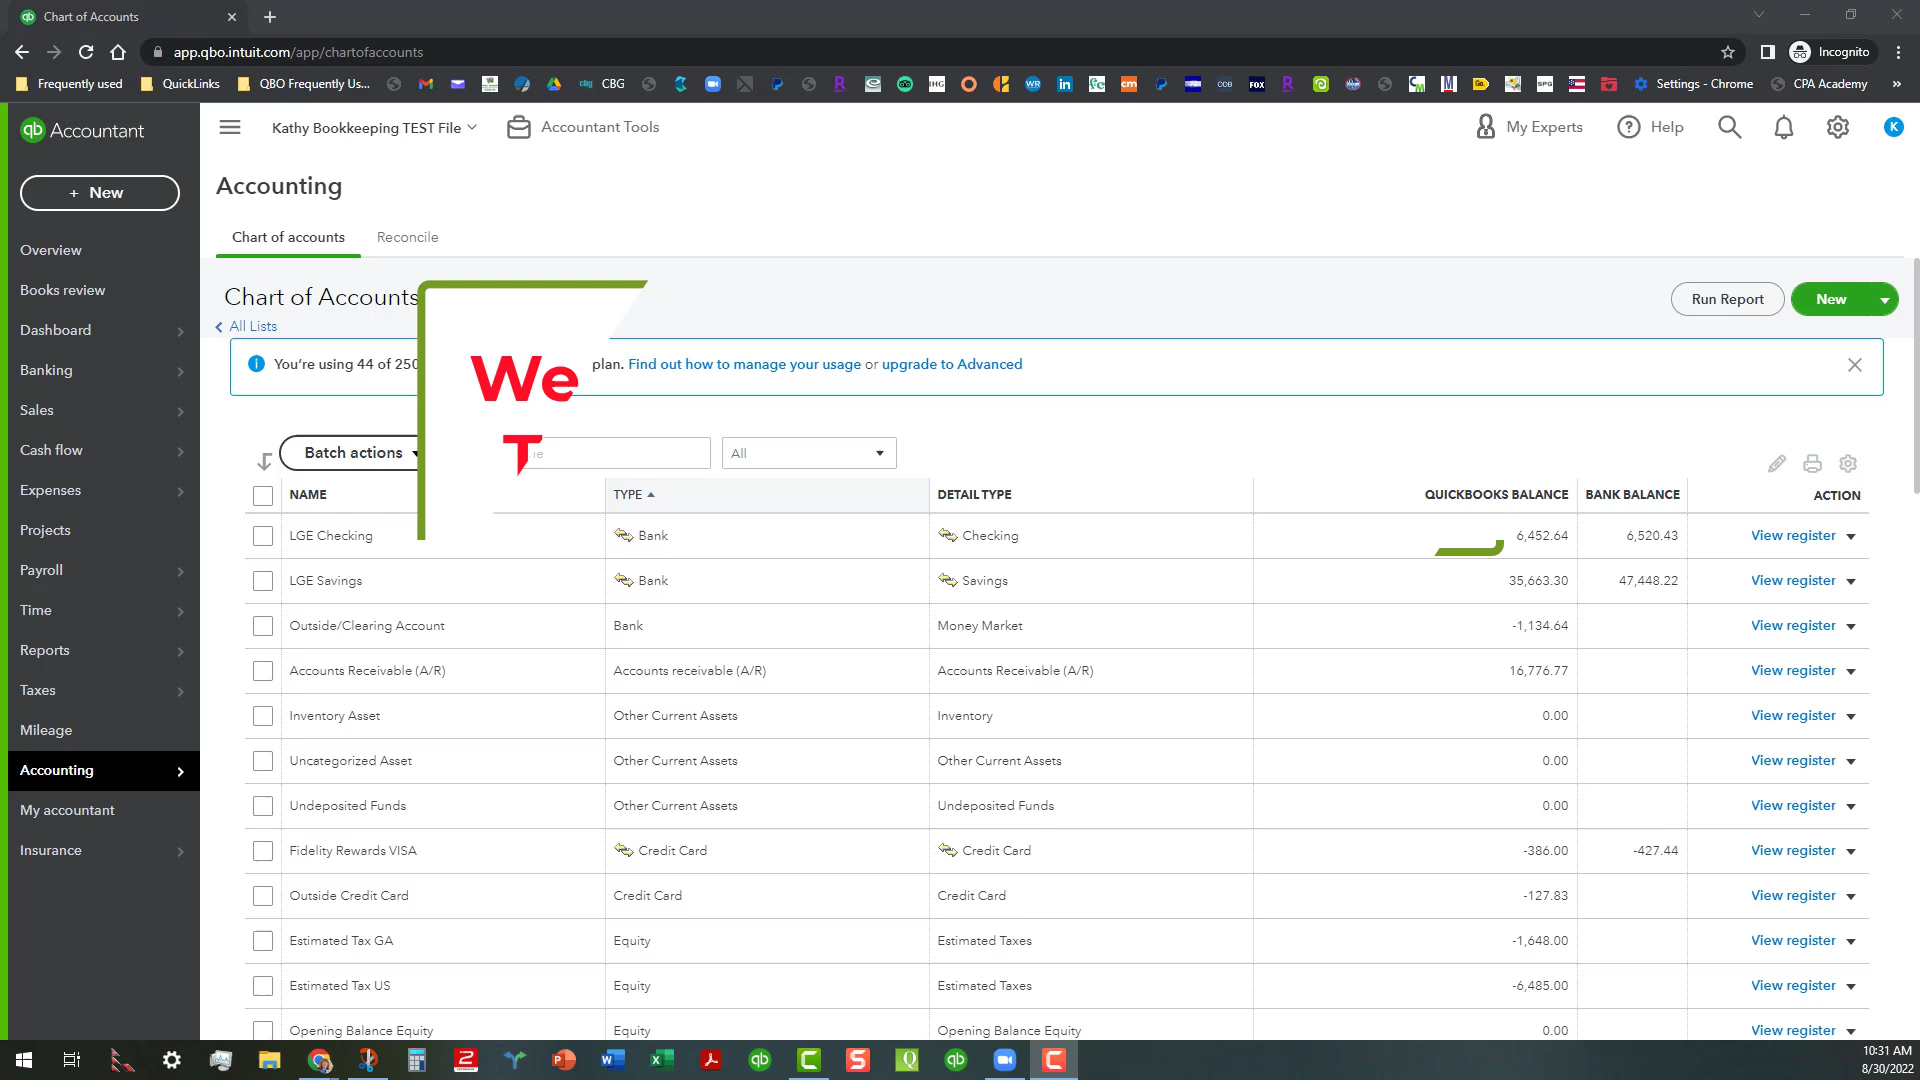 Chart of Accounts
app.qbo.intuit.com/app/chartofaccounts
Incognito
Frequently used
QuickLinks
QBO Frequently Us...
CBG
Settings - Chrome
CPA Academy
»
qb Accountant
Kathy Bookkeeping TEST File
Accountant Tools
My Experts
Help
K
+ New
Accounting
Chart of accounts
Reconcile
Chart of Accounts
All Lists
Run Report
New
You're using 44 of 250
plan. Find out how to manage your usage or upgrade to Advanced
We
T
Batch actions
All
NAME
TYPE
DETAIL TYPE
QUICKBOOKS BALANCE
BANK BALANCE
ACTION
LGE Checking Bank Checking 6,452.64 6,520.43 View register
LGE Savings Bank Savings 35,663.30 47,448.22 View register
Outside/Clearing Account Bank Money Market -1,134.64 View register
Accounts Receivable (A/R) Accounts receivable (A/R) Accounts Receivable (A/R) 16,776.77 View register
Inventory Asset Other Current Assets Inventory 0.00 View register
Uncategorized Asset Other Current Assets Other Current Assets 0.00 View register
Undeposited Funds Other Current Assets Undeposited Funds 0.00 View register
Fidelity Rewards VISA Credit Card Credit Card -386.00 -427.44 View register
Outside Credit Card Credit Card Credit Card -127.83 View register
Estimated Tax GA Equity Estimated Taxes -1,648.00 View register
Estimated Tax US Equity Estimated Taxes -6,485.00 View register
Opening Balance Equity Equity Opening Balance Equity 0.00 View register
Overview
Books review
Dashboard
Banking
Sales
Cash flow
Expenses
Projects
Payroll
Time
Reports
Taxes
Mileage
Accounting
My accountant
Insurance
10:31 AM
8/30/2022